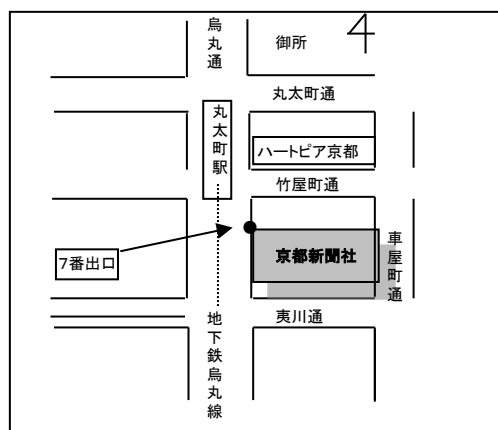 烏丸通
御所
丸太町通
丸太町駅
ハートピア京都
竹屋町通
7番出口
京都新聞社
車屋町通
夷川通
地下鉄烏丸線